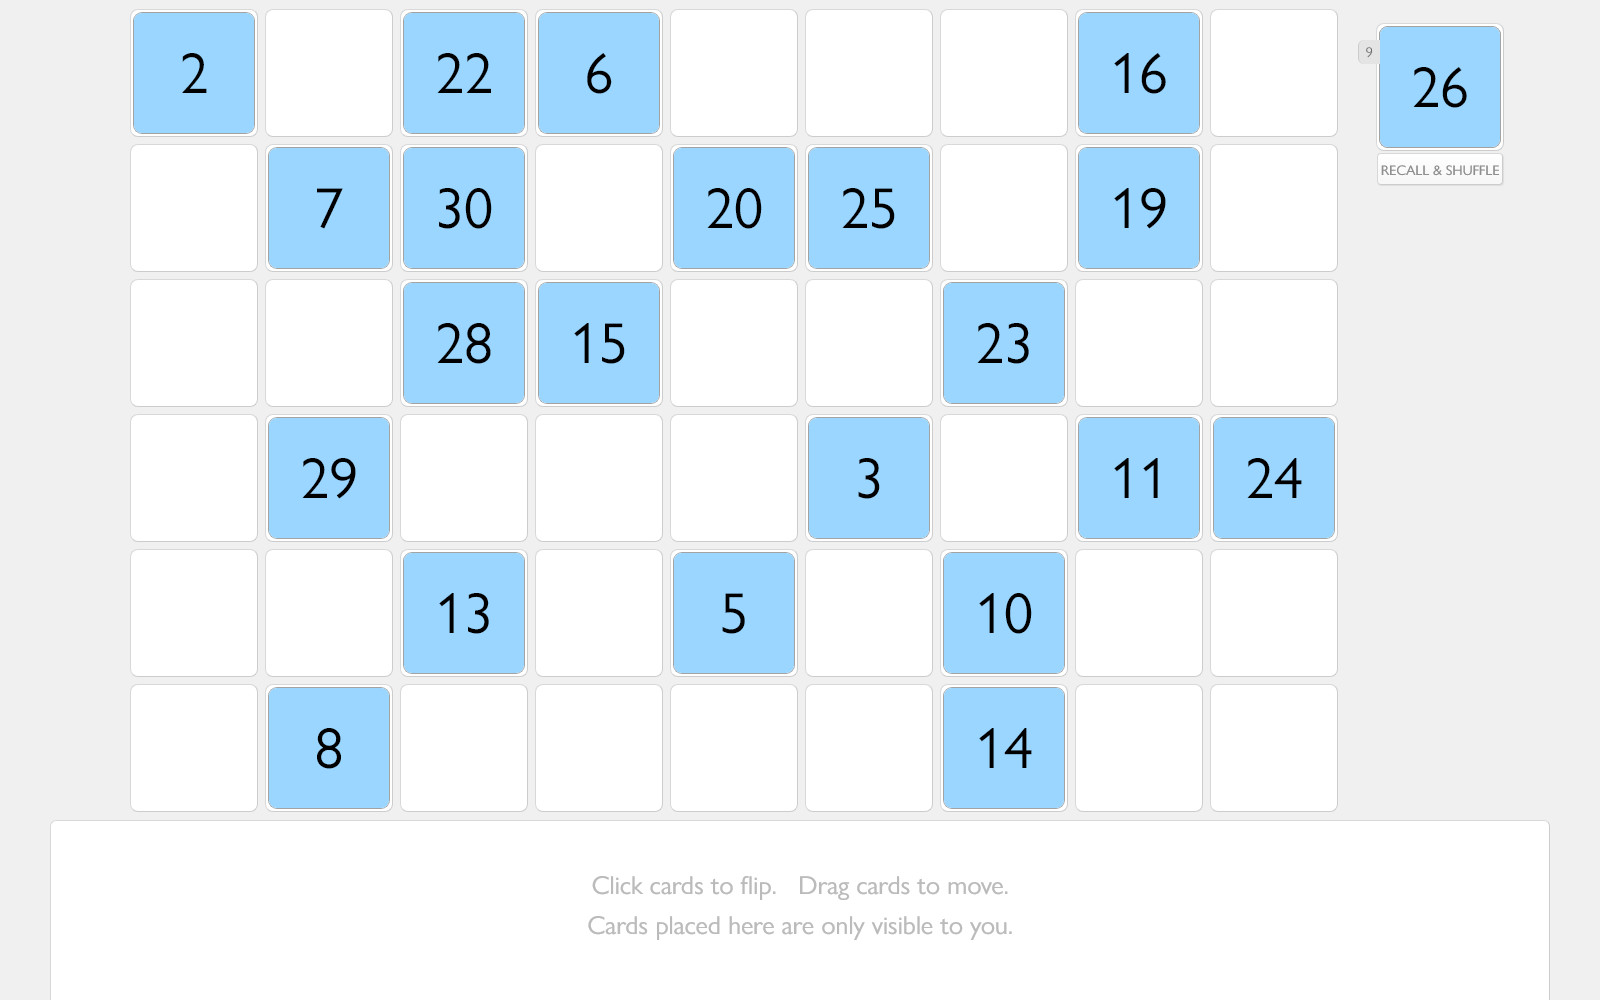 2 22 6 16
9
26
RECALL & SHUFFLE
7 30 20 25 19
28 15 23
29 3 11 24
13 5 10
8 14
Click cards to flip. Drag cards to move.
Cards placed here are only visible to you.